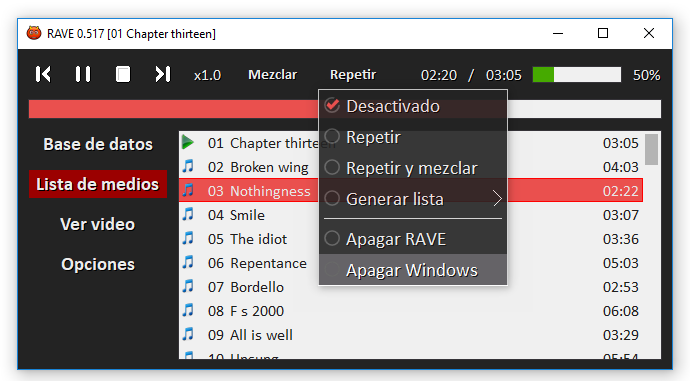 RAVE 0.517 [01 Chapter thirteen]
x1.0 Mezclar Repetir 02:20 / 03:05 50%
Desactivado
Repetir
Repetir y mezclar
Generar lista
Apagar RAVE
Apagar Windows
Base de datos
Lista de medios
Ver video
Opciones
01 Chapter thirteen 03:05
02 Broken wing 04:03
03 Nothingness 02:22
04 Smile 03:07
05 The idiot 03:36
06 Repentance 05:03
07 Bordello 02:53
08 F s 2000 06:08
09 All is well 03:29
10 Unsung 05:54